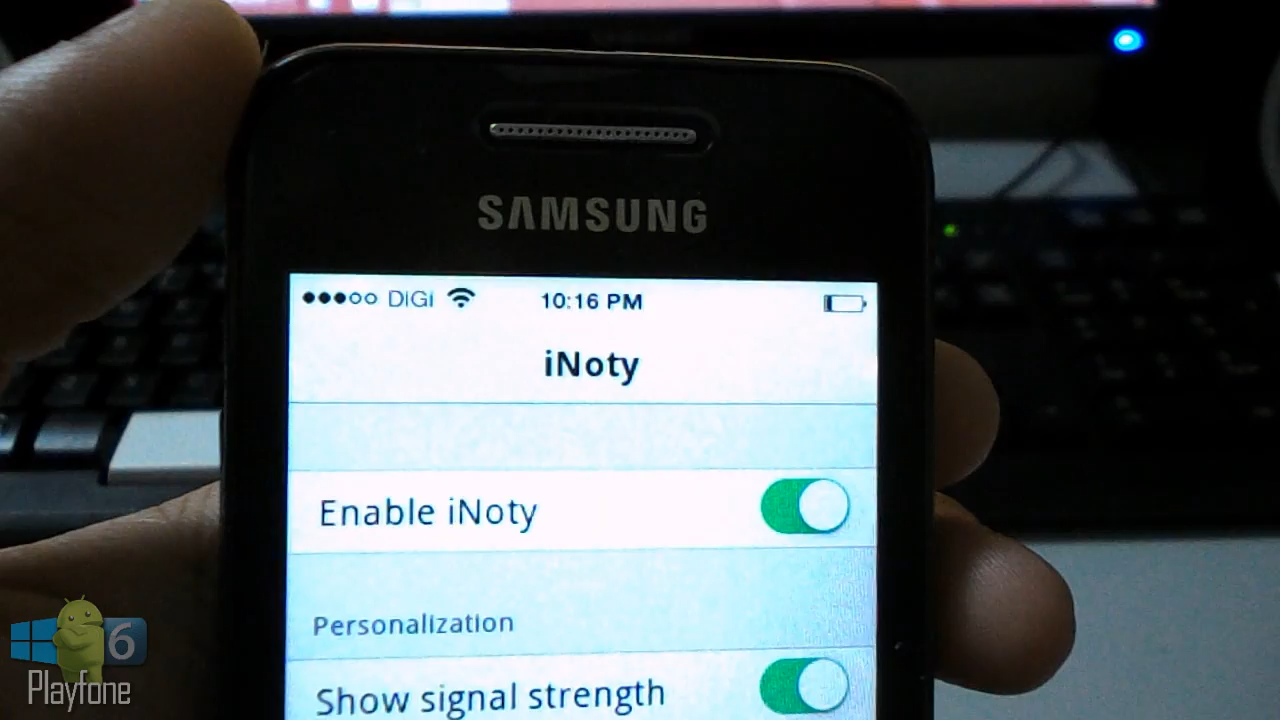 SAMSUNG
DiGi 10:16 PM
iNoty
Enable iNoty
Personalization
Show signal strength
6
Playfone